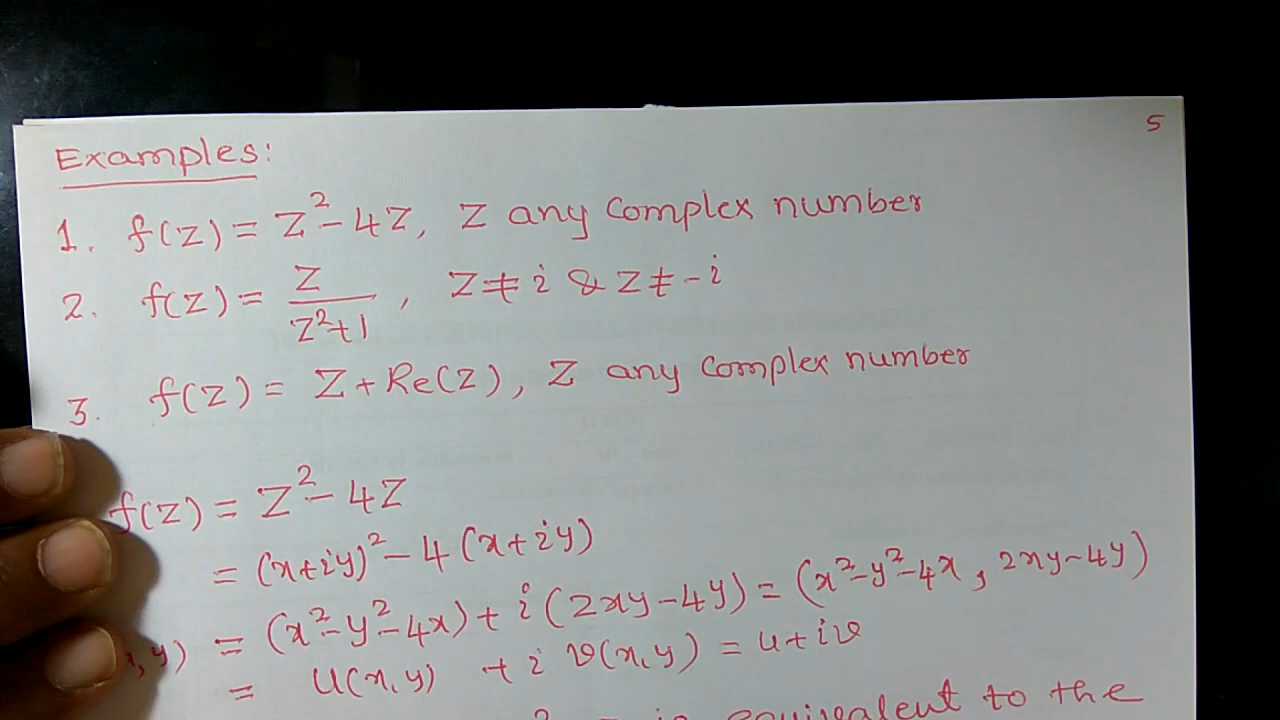 5
Examples:
1. f(z) = z²-4z, z any complex number
2. f(z) = z/(z²+1), z≠i & z≠-i
3. f(z) = z+Re(z), z any complex number
f(z) = z²-4z
= (x+iy)²-4(x+iy)
x,y) = (x²-y²-4x)+i(2xy-4y) = (x²-y²-4x, 2xy-4y)
= u(x,y) + i v(x,y) = u+iv
is equivalent to the